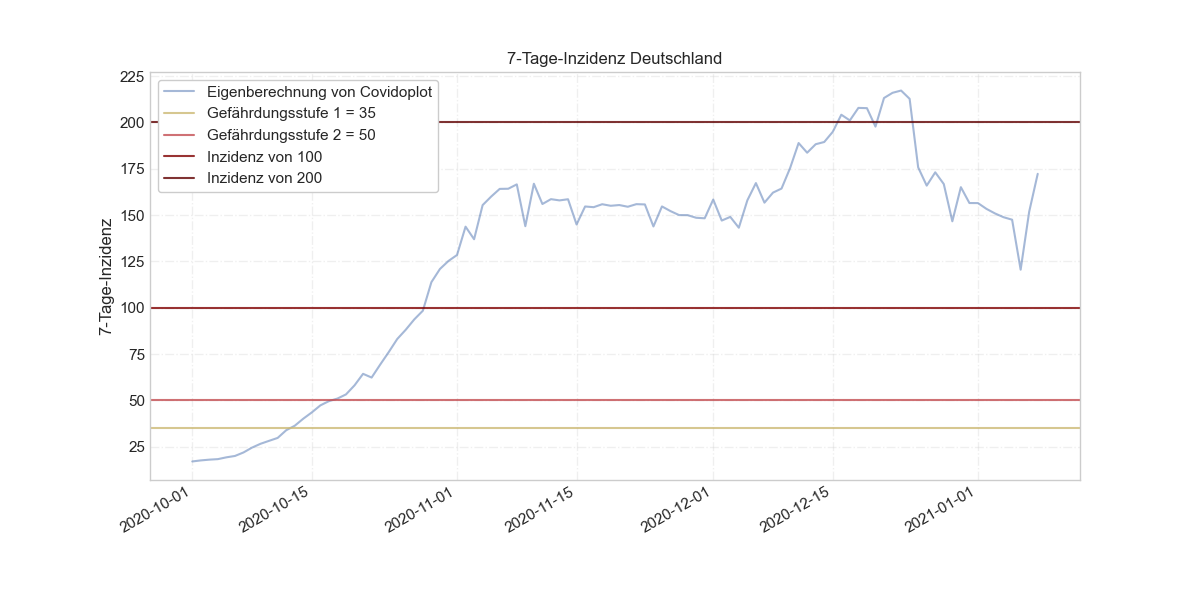 7-Tage-Inzidenz Deutschland
225
200
175
150
125
100
75
50
25
7-Tage-Inzidenz
Eigenberechnung von Covidoplot
Gefährdungsstufe 1 = 35
Gefährdungsstufe 2 = 50
Inzidenz von 100
Inzidenz von 200
2020-10-01
2020-10-15
2020-11-01
2020-11-15
2020-12-01
2020-12-15
2021-01-01